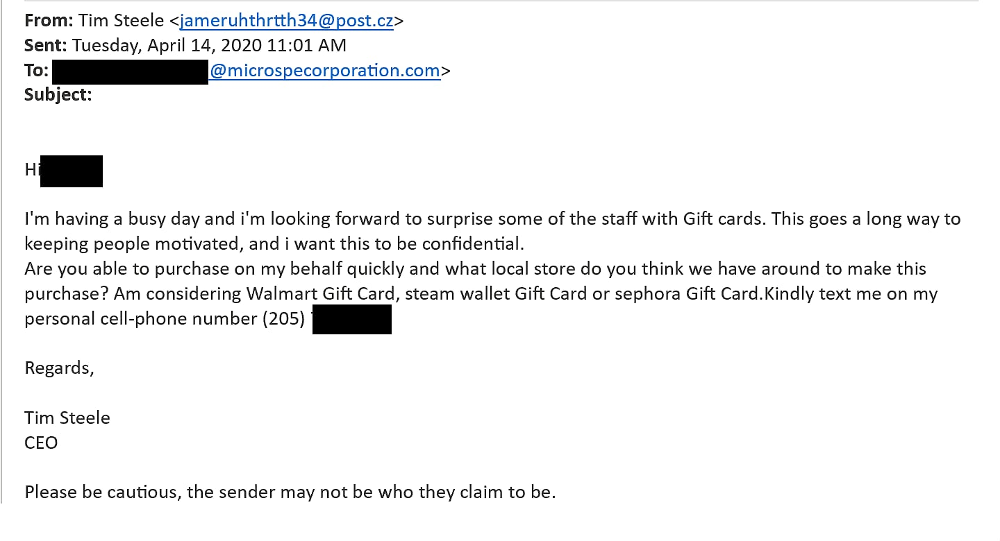 From: Tim Steele <jameruhthrtth34@post.cz>
Sent: Tuesday, April 14, 2020 11:01 AM
To: @microspecorporation.com>
Subject:
Hi
I'm having a busy day and i'm looking forward to surprise some of the staff with Gift cards. This goes a long way to
keeping people motivated, and i want this to be confidential.
Are you able to purchase on my behalf quickly and what local store do you think we have around to make this
purchase? Am considering Walmart Gift Card, steam wallet Gift Card or sephora Gift Card.Kindly text me on my
personal cell-phone number (205)
Regards,
Tim Steele
CEO
Please be cautious, the sender may not be who they claim to be.